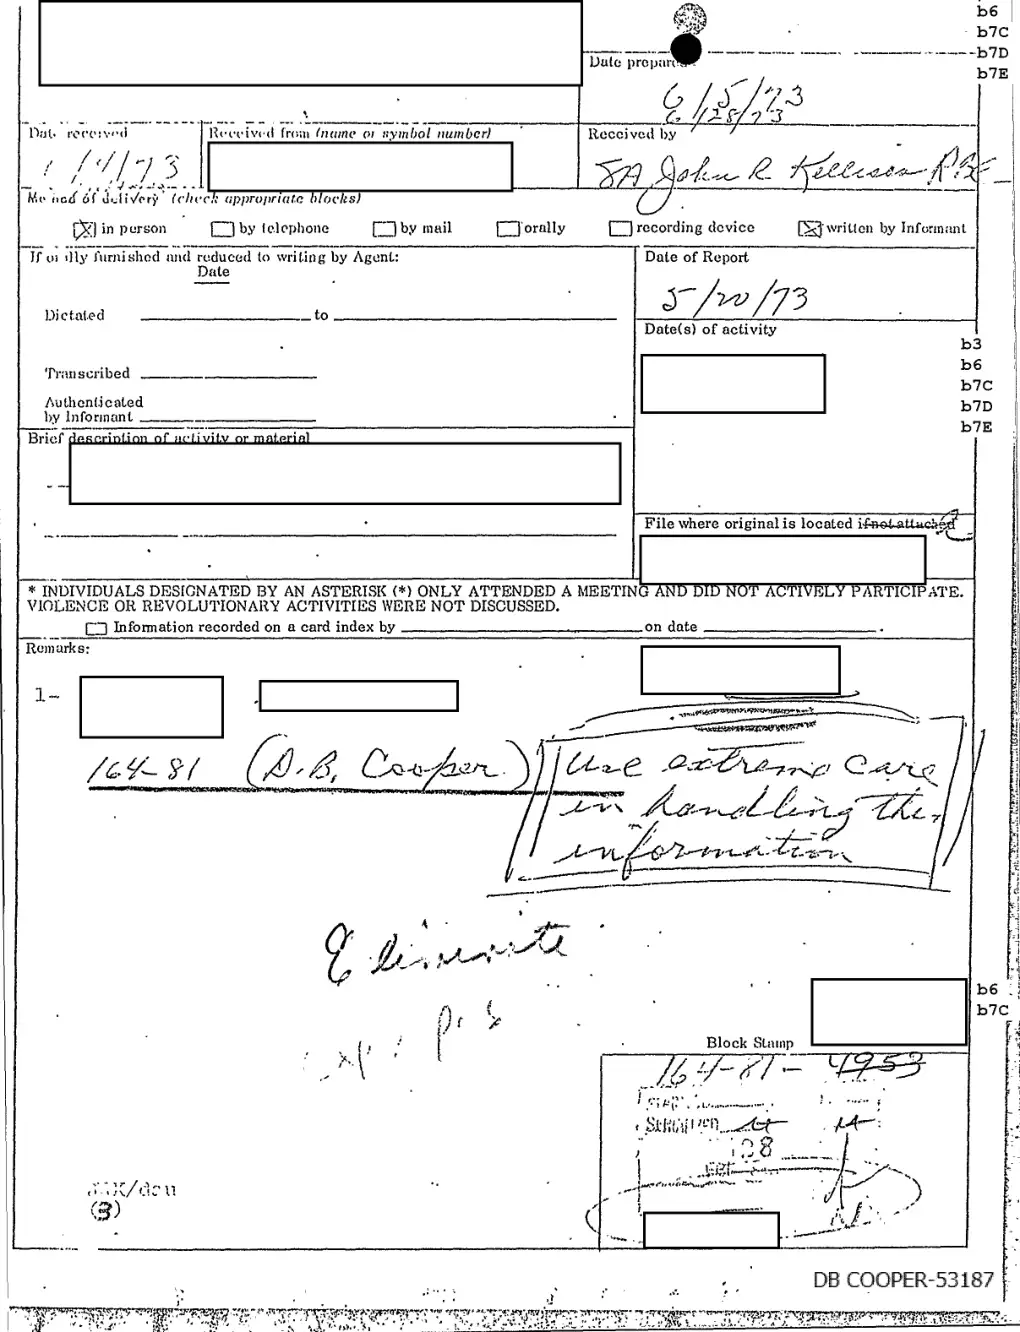 b6
b7C
b7D
b7E
Date prepared
6/5/73
6/28/73
Date received
Received from (name or symbol number)
Received by
/4/73
SA John R. Kellison
Method of delivery (check appropriate blocks)
in person by telephone by mail orally recording device written by Informant
If orally furnished and reduced to writing by Agent:
Date
Date of Report
5/20/73
Dictated to
Date(s) of activity
b3
b6
b7C
b7D
b7E
Transcribed
Authenticated
by Informant
Brief description of activity or material
File where original is located if not attached
* INDIVIDUALS DESIGNATED BY AN ASTERISK (*) ONLY ATTENDED A MEETING AND DID NOT ACTIVELY PARTICIPATE.
VIOLENCE OR REVOLUTIONARY ACTIVITIES WERE NOT DISCUSSED.
Information recorded on a card index by on date .
Remarks:
1-
164-81 (D.B. Cooper)
Use extreme care
in handling this
information
Eliminate
b6
b7C
Block Stamp
164-81-4953
SERIALIZED
JRK/dcu
(3)
DB COOPER-53187